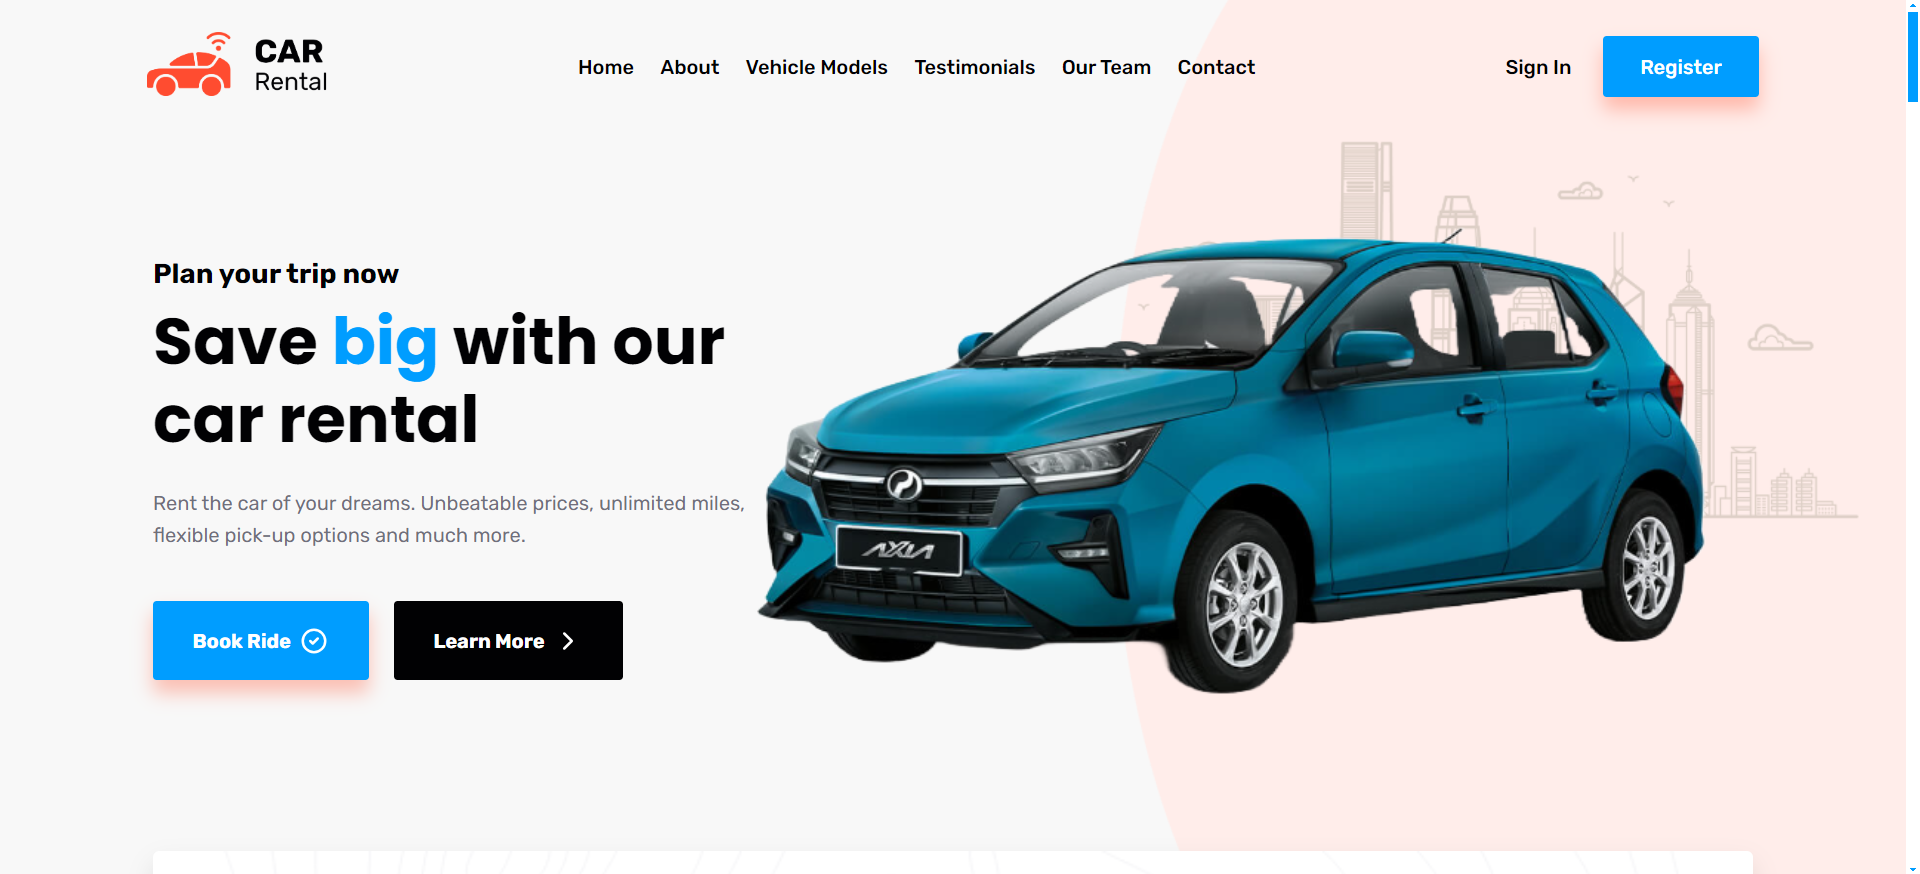 CAR
Rental
Home About Vehicle Models Testimonials Our Team Contact
Sign In Register
Plan your trip now
Save big with our
car rental
Rent the car of your dreams. Unbeatable prices, unlimited miles,
flexible pick-up options and much more.
Book Ride Learn More
AXIA